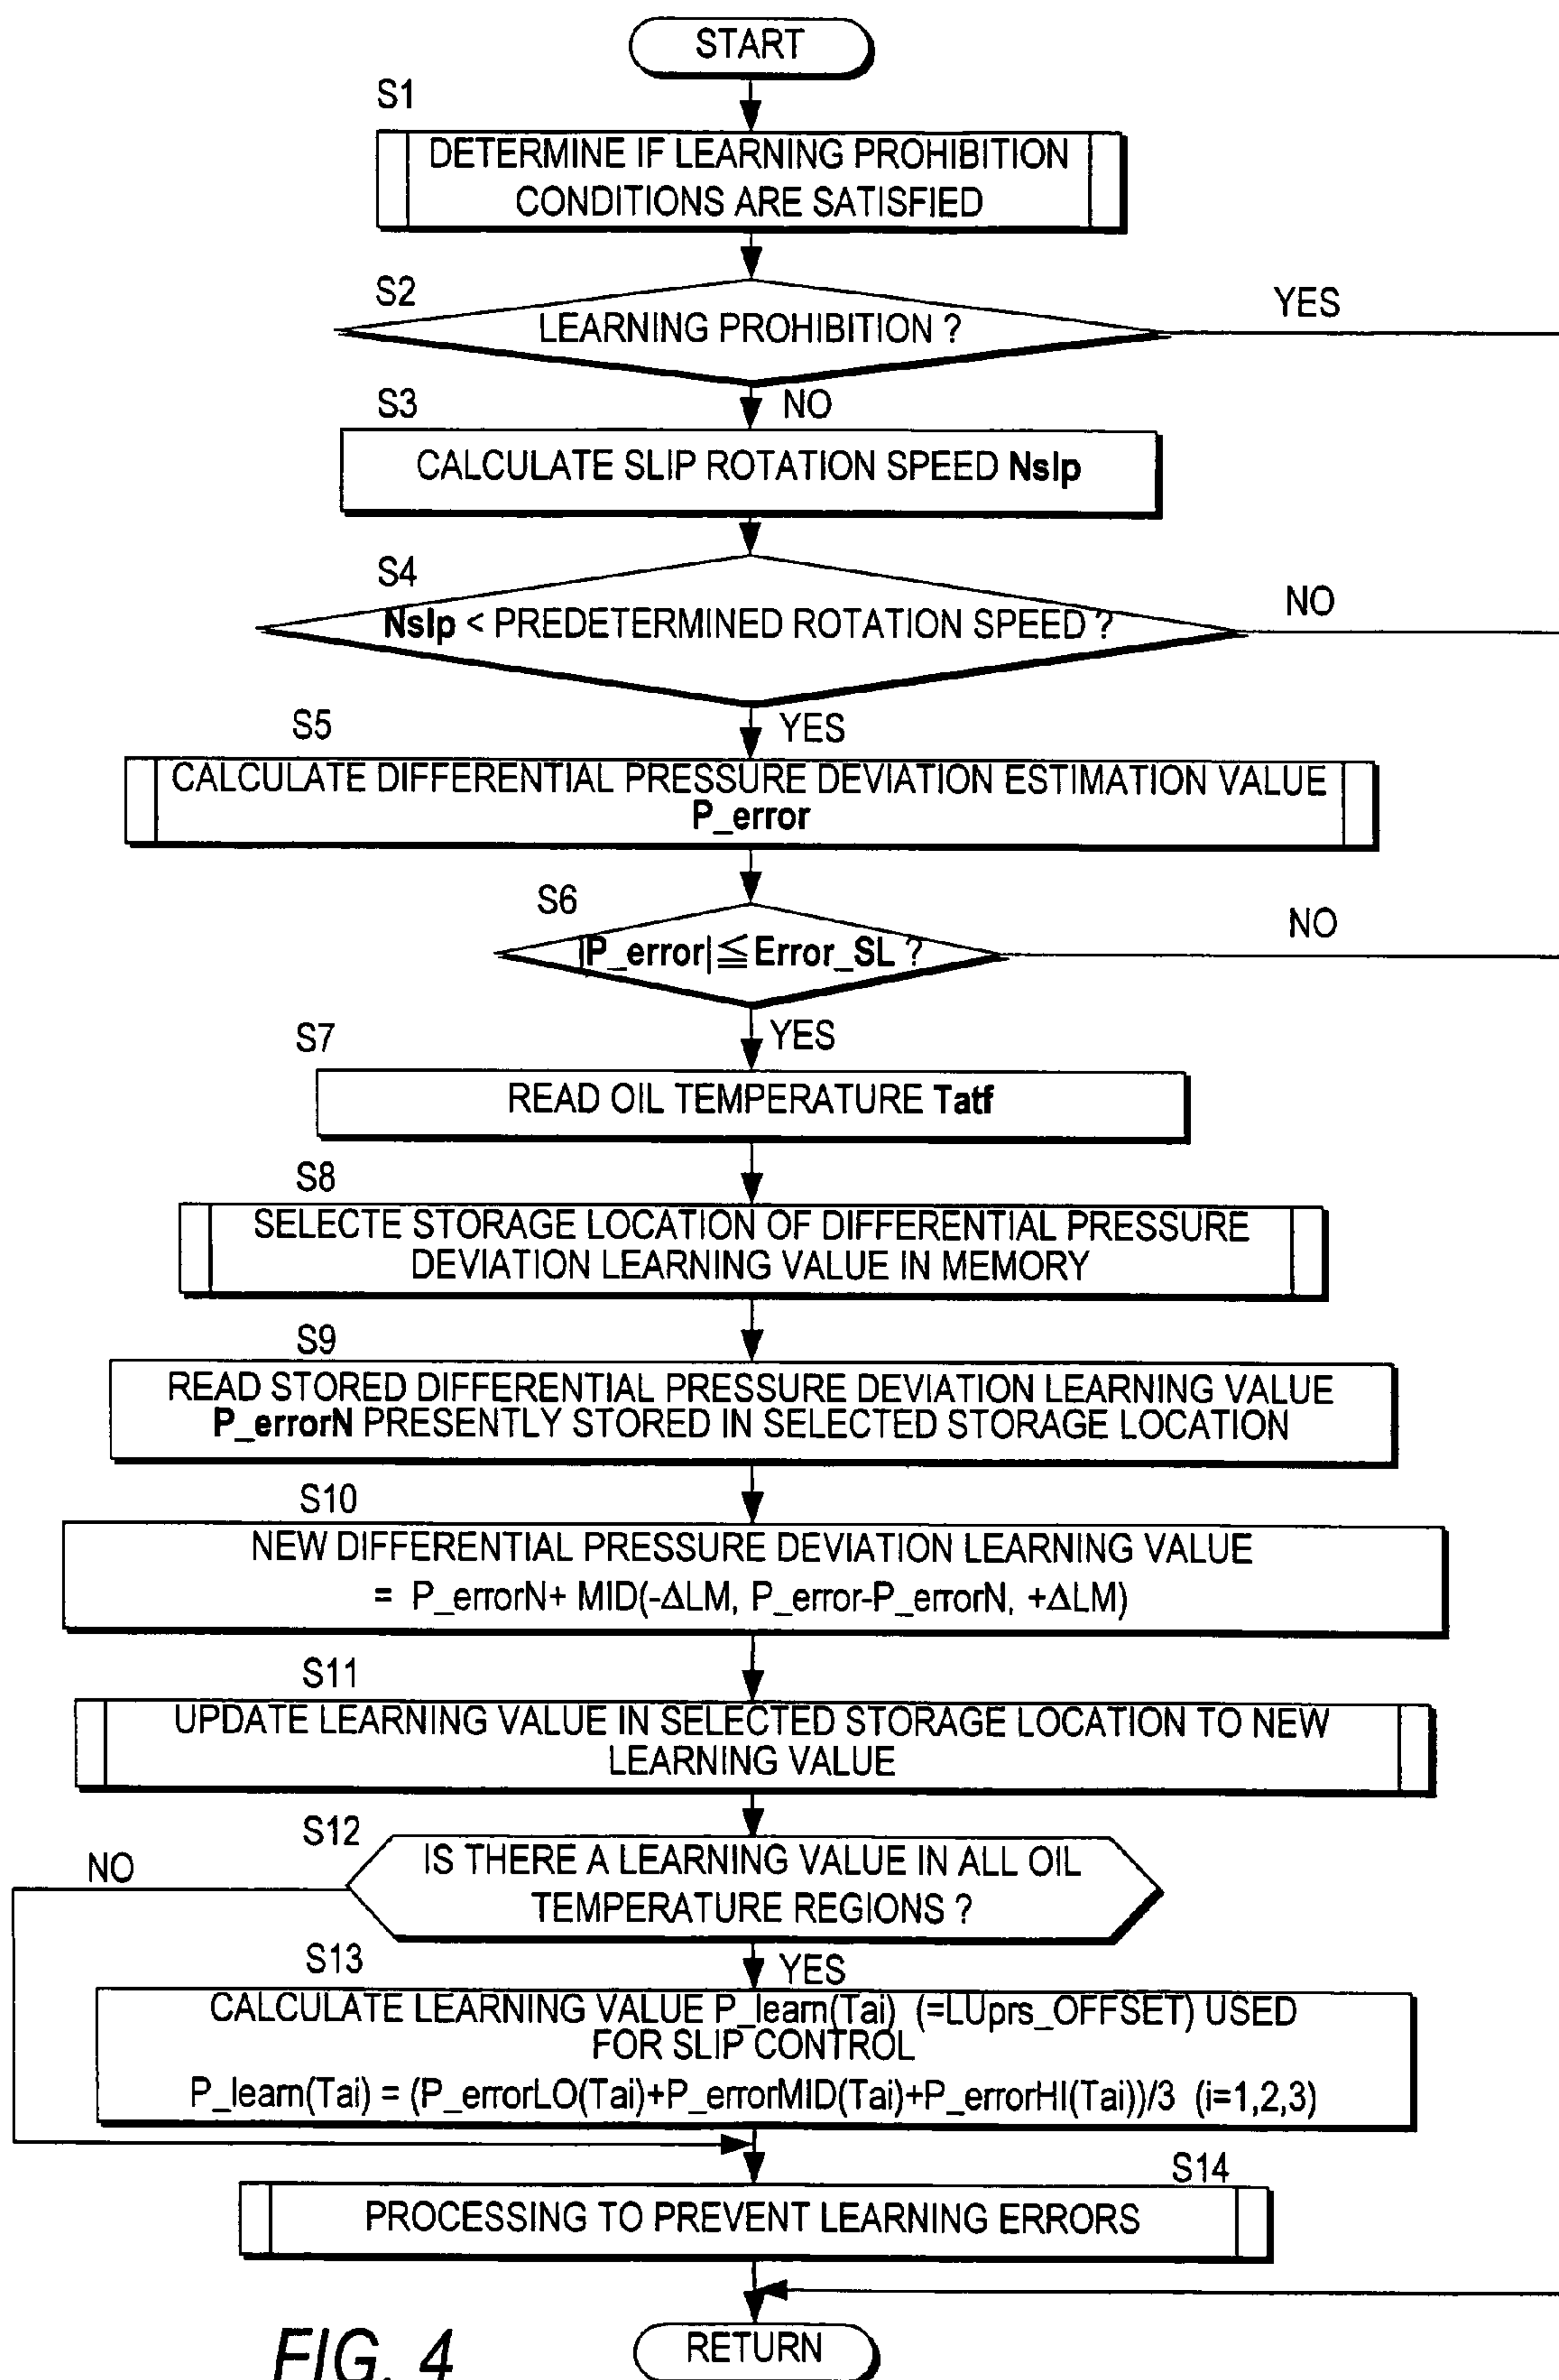 START
S1
DETERMINE IF LEARNING PROHIBITION
CONDITIONS ARE SATISFIED
S2
LEARNING PROHIBITION ?
YES
NO
S3
CALCULATE SLIP ROTATION SPEED Nslp
S4
Nslp < PREDETERMINED ROTATION SPEED ?
NO
YES
S5
CALCULATE DIFFERENTIAL PRESSURE DEVIATION ESTIMATION VALUE
P_error
S6
|P_error|≦Error_SL ?
NO
YES
S7
READ OIL TEMPERATURE Tatf
S8
SELECTE STORAGE LOCATION OF DIFFERENTIAL PRESSURE
DEVIATION LEARNING VALUE IN MEMORY
S9
READ STORED DIFFERENTIAL PRESSURE DEVIATION LEARNING VALUE
P_errorN PRESENTLY STORED IN SELECTED STORAGE LOCATION
S10
NEW DIFFERENTIAL PRESSURE DEVIATION LEARNING VALUE
= P_errorN+ MID(-ΔLM, P_error-P_errorN, +ΔLM)
S11
UPDATE LEARNING VALUE IN SELECTED STORAGE LOCATION TO NEW
LEARNING VALUE
S12
IS THERE A LEARNING VALUE IN ALL OIL
TEMPERATURE REGIONS ?
NO
YES
S13
CALCULATE LEARNING VALUE P_learn(Tai) (=LUprs_OFFSET) USED
FOR SLIP CONTROL
P_learn(Tai) = (P_errorLO(Tai)+P_errorMID(Tai)+P_errorHI(Tai))/3 (i=1,2,3)
S14
PROCESSING TO PREVENT LEARNING ERRORS
RETURN
FIG. 4